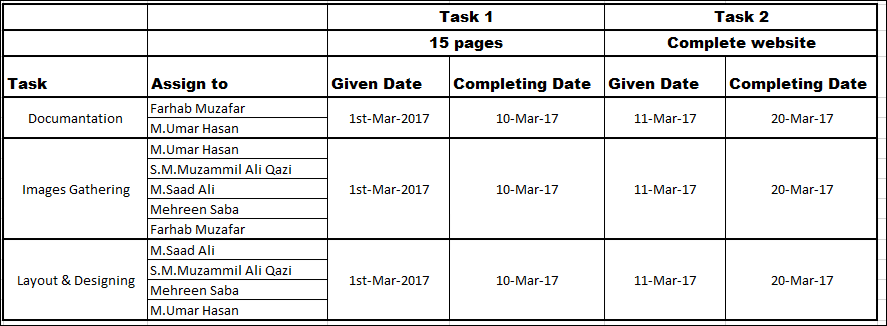 Task 1 Task 2
15 pages Complete website
Task Assign to Given Date Completing Date Given Date Completing Date
Documantation Farhab Muzafar 1st-Mar-2017 10-Mar-17 11-Mar-17 20-Mar-17
M.Umar Hasan
Images Gathering M.Umar Hasan 1st-Mar-2017 10-Mar-17 11-Mar-17 20-Mar-17
S.M.Muzammil Ali Qazi
M.Saad Ali
Mehreen Saba
Farhab Muzafar
Layout & Designing M.Saad Ali 1st-Mar-2017 10-Mar-17 11-Mar-17 20-Mar-17
S.M.Muzammil Ali Qazi
Mehreen Saba
M.Umar Hasan